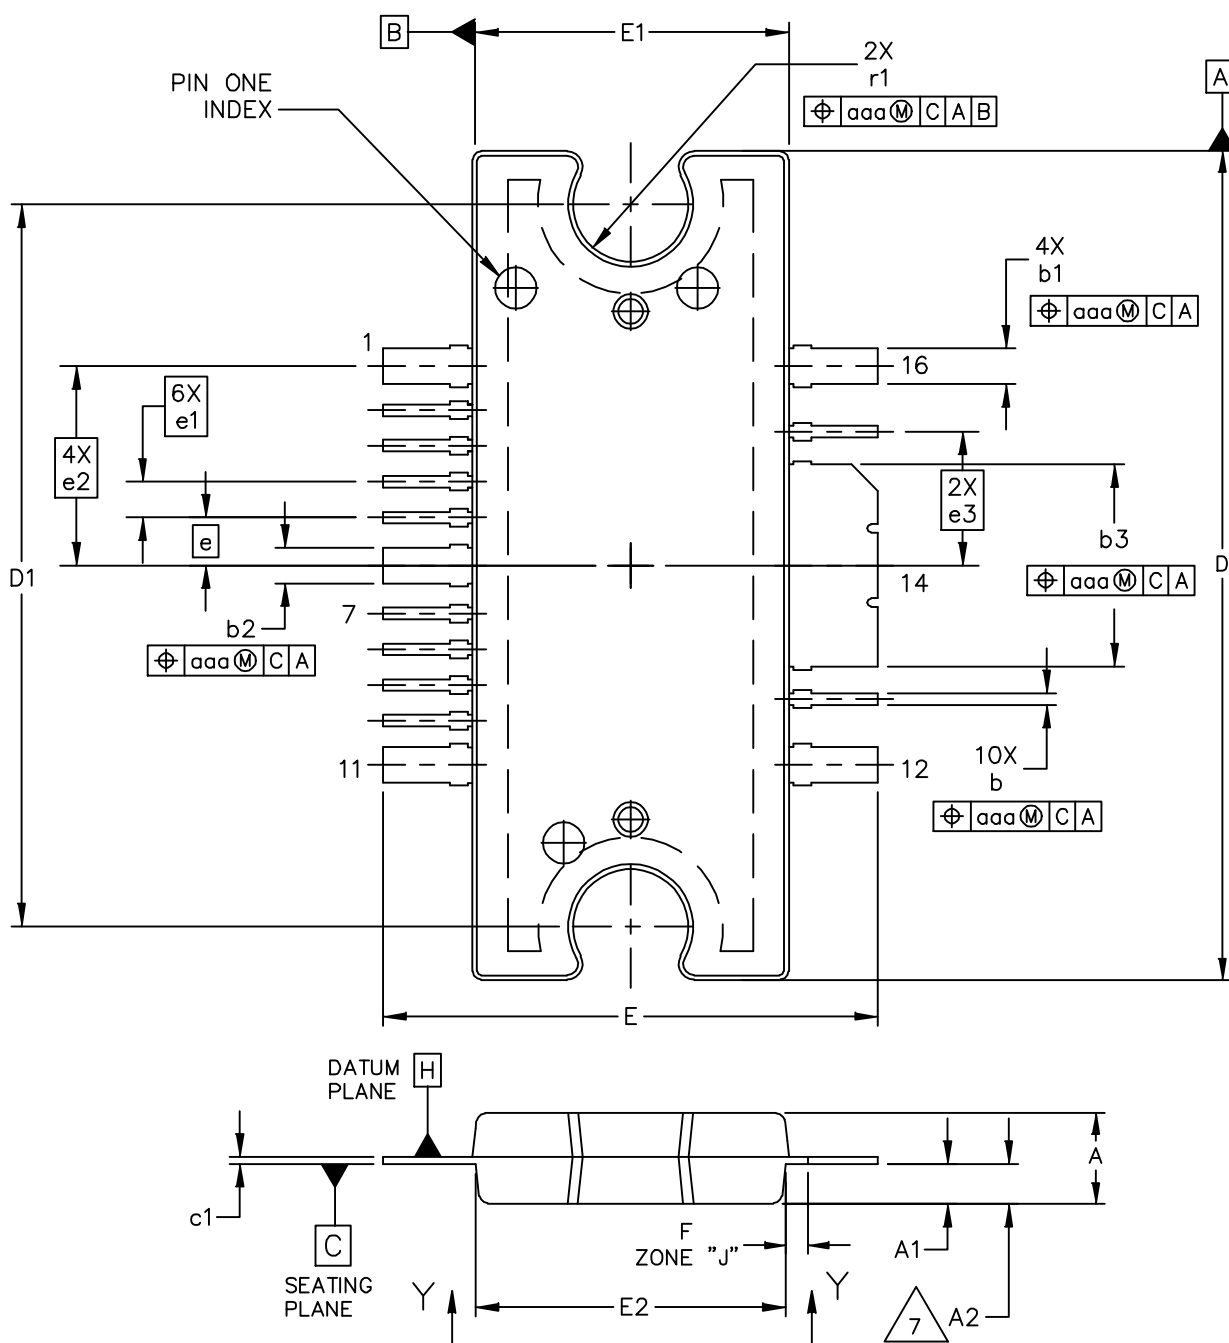 B
E1
2X
r1
⌖ aaa Ⓜ C A B
A
PIN ONE
INDEX
4X
b1
⌖ aaa Ⓜ C A
1
16
6X
e1
4X
e2
2X
e3
e
b3
⌖ aaa Ⓜ C A
D1
D
14
7
b2
⌖ aaa Ⓜ C A
11
12
10X
b
⌖ aaa Ⓜ C A
E
DATUM
PLANE
H
A
c1
C
SEATING
PLANE
F
ZONE "J"
A1
Y
E2
Y
7
A2